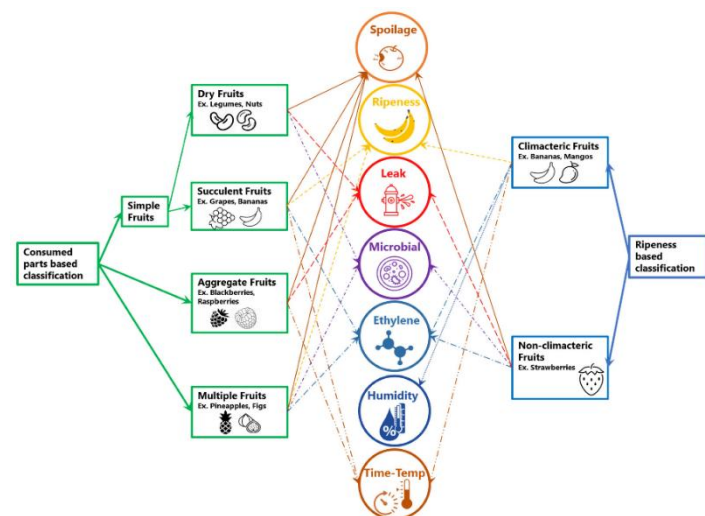 Spoilage
Dry Fruits
Ex. Legumes, Nuts
Ripeness
Climacteric Fruits
Ex. Bananas, Mangos
Succulent Fruits
Ex. Grapes, Bananas
Leak
Simple
Fruits
Consumed
parts based
classification
Microbial
Ripeness
based
classification
Aggregate Fruits
Ex. Blackberries,
Raspberries
Ethylene
Non-climacteric
Fruits
Ex. Strawberries
Multiple Fruits
Ex. Pineapples, Figs
Humidity
%
Time-Temp